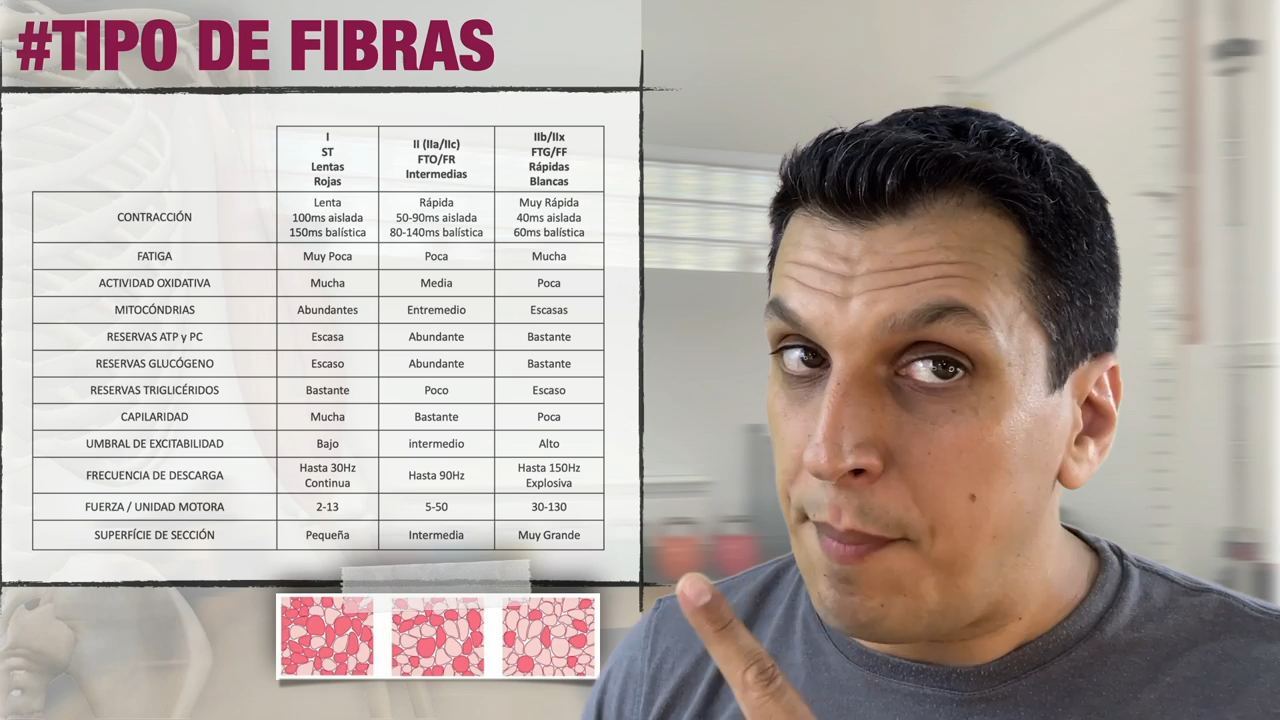 #TIPO DE FIBRAS
I
ST
Lentas
Rojas
II (IIa/IIc)
FTO/FR
Intermedias
IIb/IIx
FTG/FF
Rápidas
Blancas
CONTRACCIÓN
Lenta
100ms aislada
150ms balística
Rápida
50-90ms aislada
80-140ms balística
Muy Rápida
40ms aislada
60ms balística
FATIGA
Muy Poca
Poca
Mucha
ACTIVIDAD OXIDATIVA
Mucha
Media
Poca
MITOCÓNDRIAS
Abundantes
Entremedio
Escasas
RESERVAS ATP y PC
Escasa
Abundante
Bastante
RESERVAS GLUCÓGENO
Escaso
Abundante
Bastante
RESERVAS TRIGLICÉRIDOS
Bastante
Poco
Escaso
CAPILARIDAD
Mucha
Bastante
Poca
UMBRAL DE EXCITABILIDAD
Bajo
intermedio
Alto
FRECUENCIA DE DESCARGA
Hasta 30Hz
Continua
Hasta 90Hz
Hasta 150Hz
Explosiva
FUERZA / UNIDAD MOTORA
2-13
5-50
30-130
SUPERFÍCIE DE SECCIÓN
Pequeña
Intermedia
Muy Grande